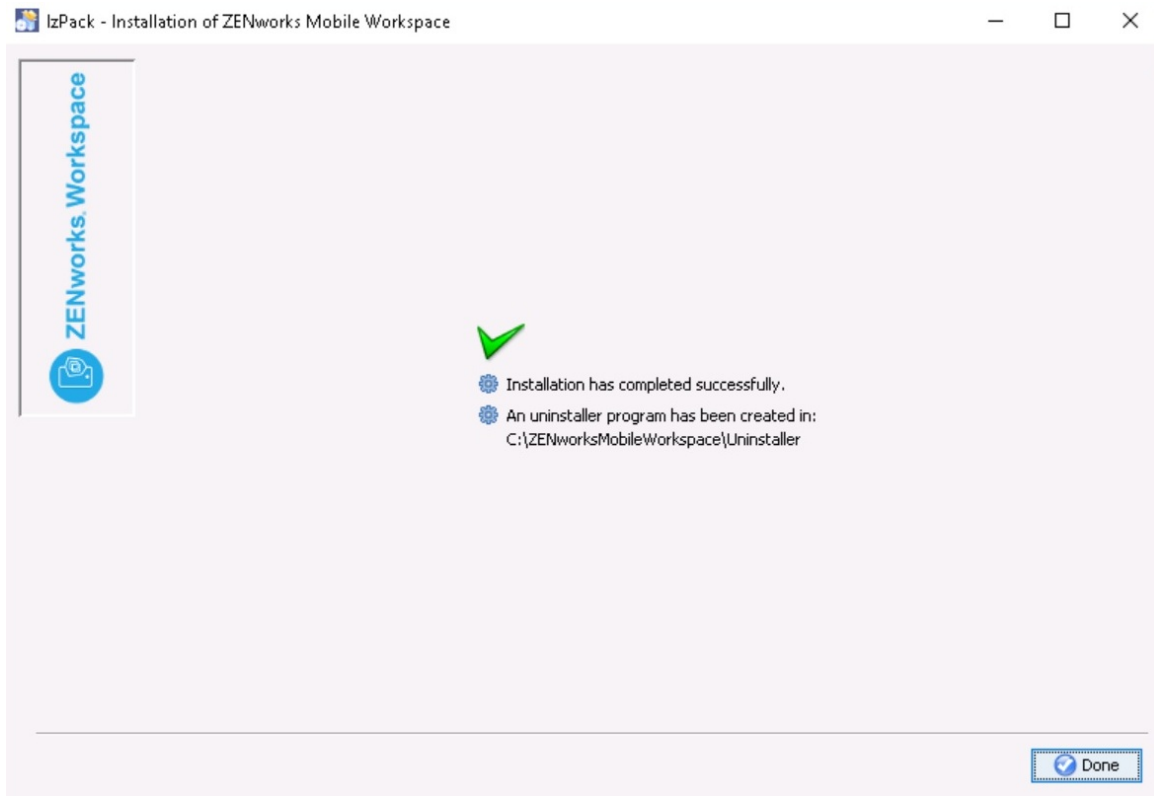 IzPack - Installation of ZENworks Mobile Workspace
ZENworks Workspace
Installation has completed successfully.
An uninstaller program has been created in:
C:\ZENworksMobileWorkspace\Uninstaller
Done